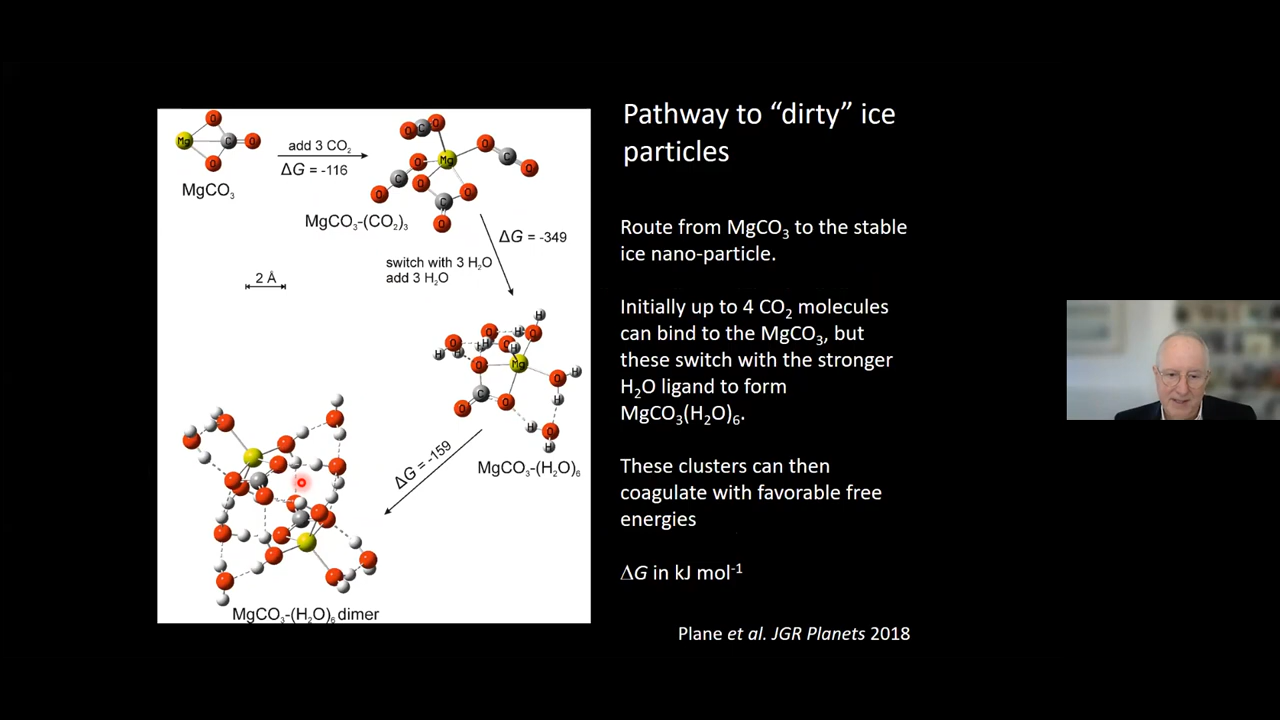 Pathway to “dirty” ice
particles
Route from MgCO₃ to the stable
ice nano-particle.
Initially up to 4 CO₂ molecules
can bind to the MgCO₃, but
these switch with the stronger
H₂O ligand to form
MgCO₃(H₂O)₆.
These clusters can then
coagulate with favorable free
energies
ΔG in kJ mol⁻¹
Plane et al. JGR Planets 2018
Mg O C O O
MgCO₃
add 3 CO₂
ΔG = -116
MgCO₃-(CO₂)₃
ΔG = -349
switch with 3 H₂O
add 3 H₂O
2 Å
MgCO₃-(H₂O)₆
ΔG = -159
MgCO₃-(H₂O)₆ dimer